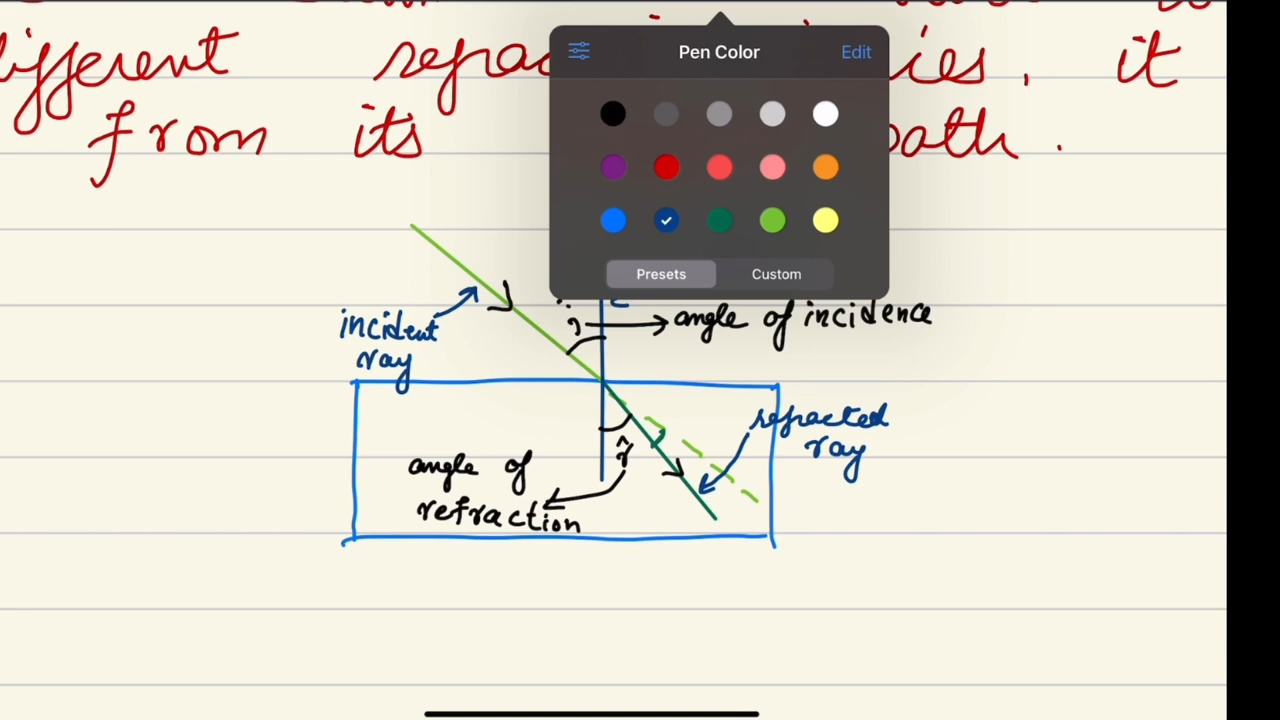 different ies. it
from its path.
Pen Color
Edit
Presets
Custom
incident
ray
i
angle of incidence
refracted
ray
r̂
angle of
refraction